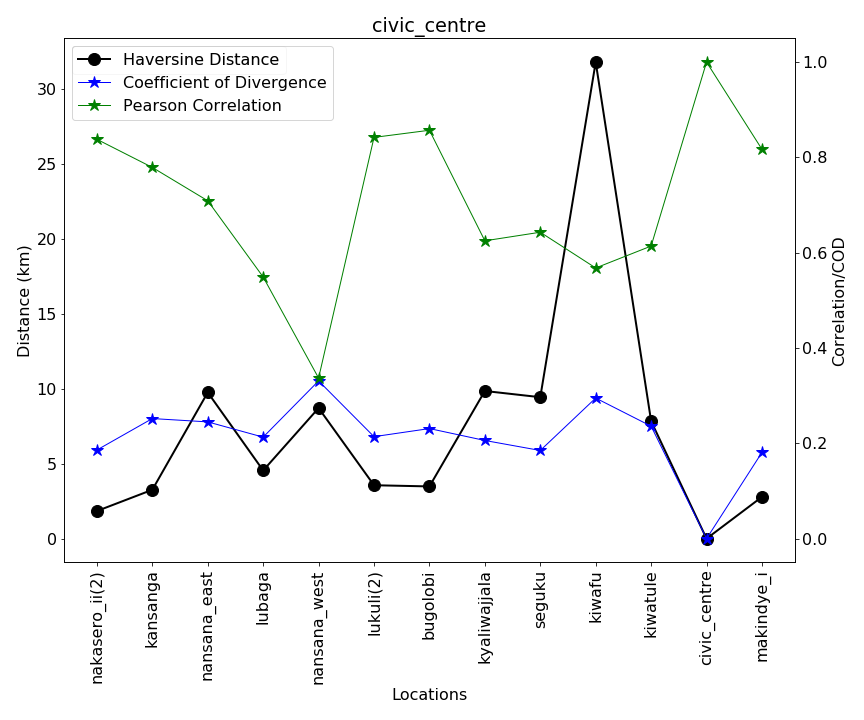 civic_centre
Haversine Distance
Coefficient of Divergence
Pearson Correlation
Distance (km)
30
25
20
15
10
5
0
Correlation/COD
1.0
0.8
0.6
0.4
0.2
0.0
nakasero_ii(2)
kansanga
nansana_east
lubaga
nansana_west
lukuli(2)
bugolobi
kyaliwajjala
seguku
kiwafu
kiwatule
civic_centre
makindye_i
Locations